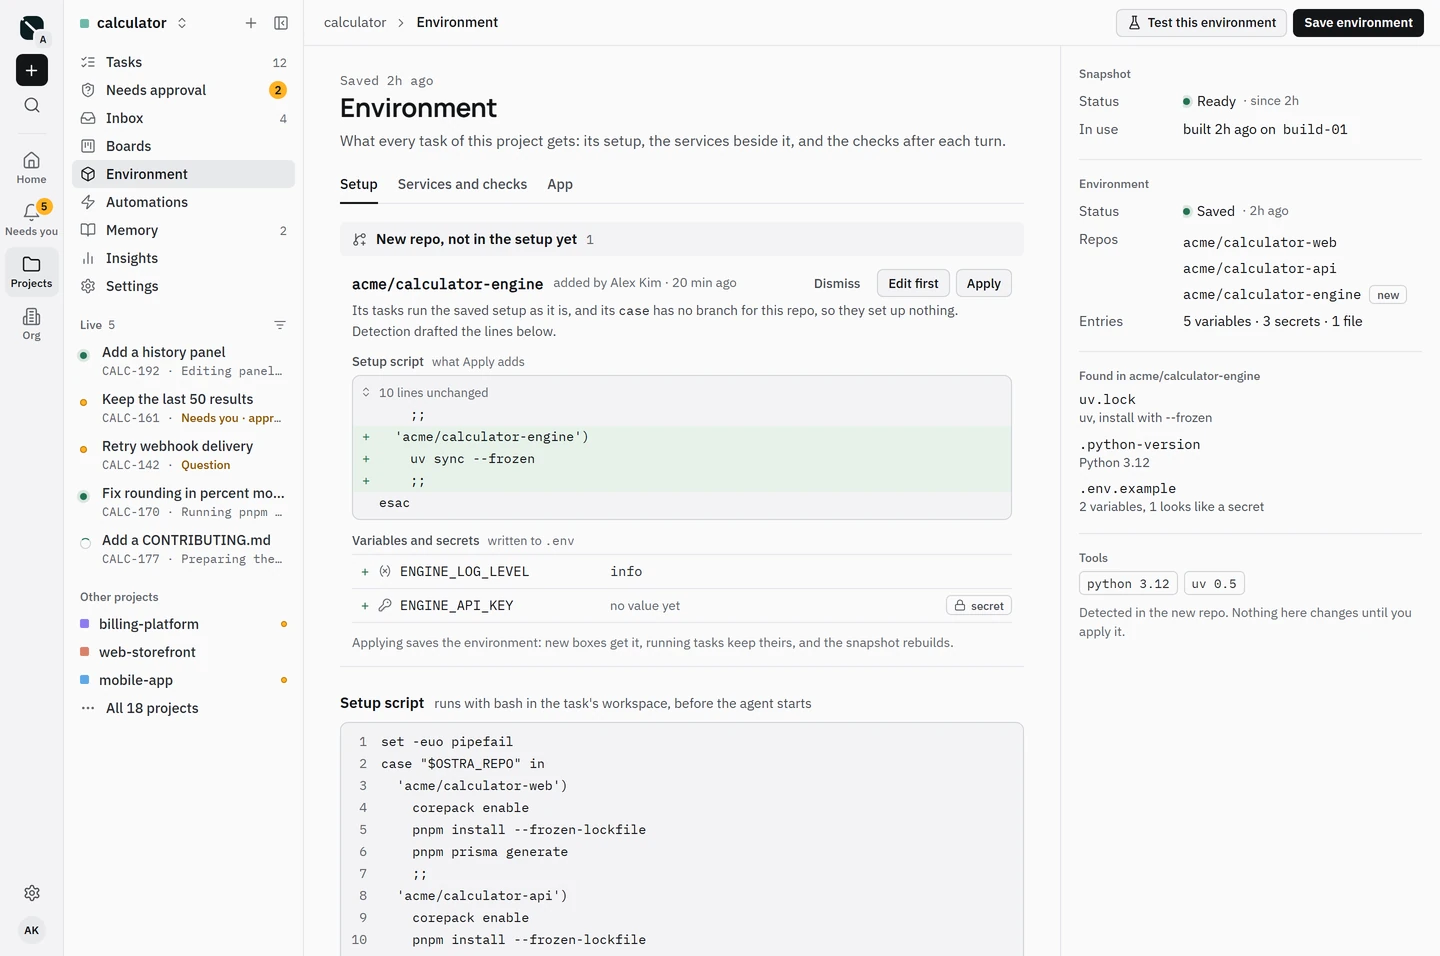 A
Home
5
Needs you
Projects
Org
AK
calculator
Tasks 12
Needs approval 2
Inbox 4
Boards
Environment
Automations
Memory 2
Insights
Settings
Live 5
Add a history panel
CALC-192 · Editing panel…
Keep the last 50 results
CALC-161 · Needs you · appr…
Retry webhook delivery
CALC-142 · Question
Fix rounding in percent mo…
CALC-170 · Running pnpm …
Add a CONTRIBUTING.md
CALC-177 · Preparing the…
Other projects
billing-platform
web-storefront
mobile-app
All 18 projects
calculator > Environment
Test this environment
Save environment
Saved 2h ago
Environment
What every task of this project gets: its setup, the services beside it, and the checks after each turn.
Setup Services and checks App
New repo, not in the setup yet 1
acme/calculator-engine added by Alex Kim · 20 min ago Dismiss Edit first Apply
Its tasks run the saved setup as it is, and its case has no branch for this repo, so they set up nothing.
Detection drafted the lines below.
Setup script what Apply adds
10 lines unchanged
;;
+ 'acme/calculator-engine')
+ uv sync --frozen
+ ;;
esac
Variables and secrets written to .env
+ ENGINE_LOG_LEVEL info
+ ENGINE_API_KEY no value yet secret
Applying saves the environment: new boxes get it, running tasks keep theirs, and the snapshot rebuilds.
Setup script runs with bash in the task's workspace, before the agent starts
1 set -euo pipefail
2 case "$OSTRA_REPO" in
3 'acme/calculator-web')
4 corepack enable
5 pnpm install --frozen-lockfile
6 pnpm prisma generate
7 ;;
8 'acme/calculator-api')
9 corepack enable
10 pnpm install --frozen-lockfile
Snapshot
Status Ready · since 2h
In use built 2h ago on build-01
Environment
Status Saved · 2h ago
Repos acme/calculator-web
acme/calculator-api
acme/calculator-engine new
Entries 5 variables · 3 secrets · 1 file
Found in acme/calculator-engine
uv.lock
uv, install with --frozen
.python-version
Python 3.12
.env.example
2 variables, 1 looks like a secret
Tools
python 3.12 uv 0.5
Detected in the new repo. Nothing here changes until you
apply it.